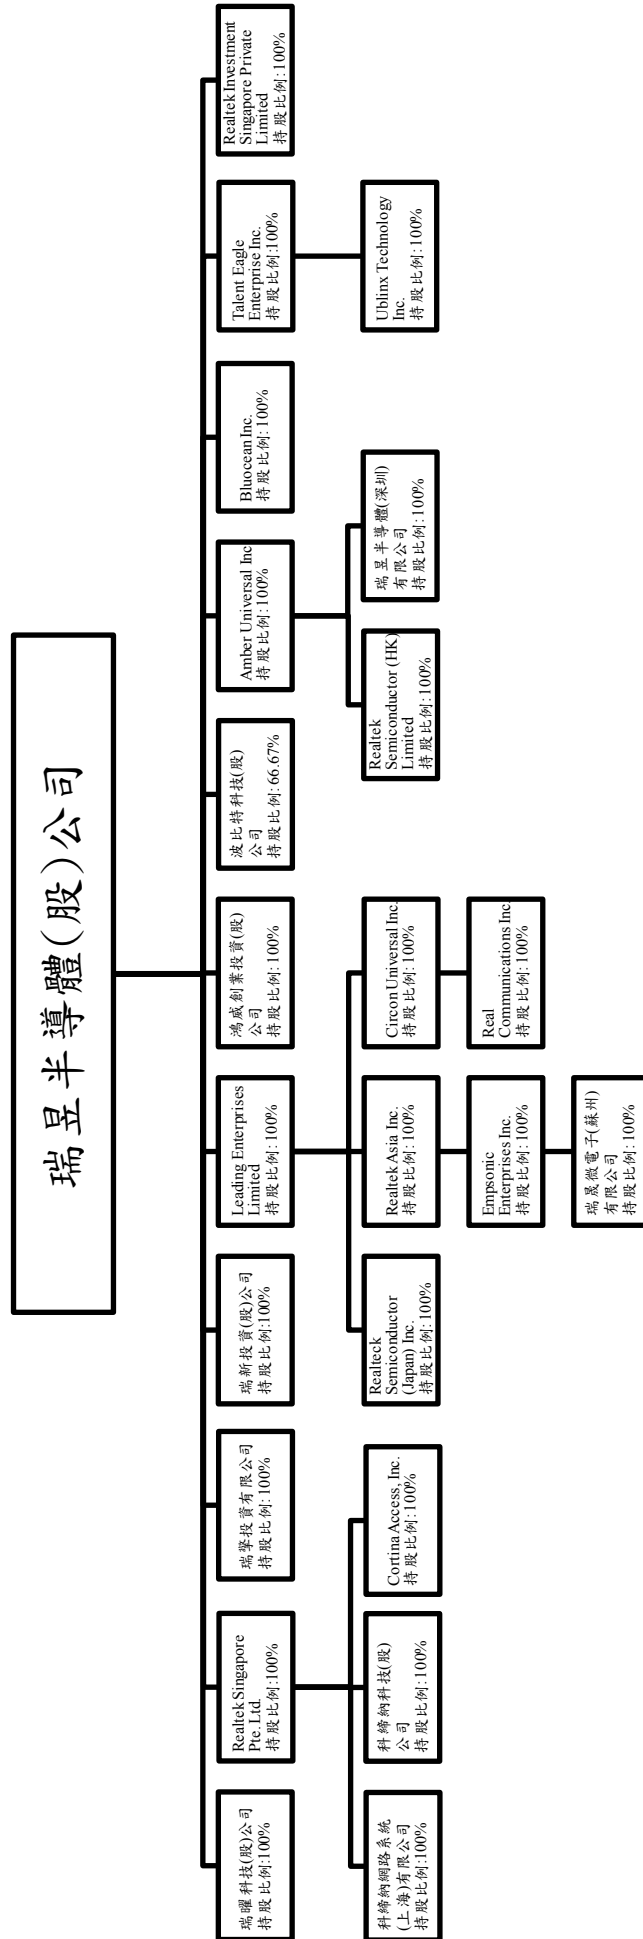 瑞昱半導體(股)公司
瑞曜科技(股)公司
持股比例:100%
Realtek Singapore
Pte. Ltd.
持股比例:100%
瑞擎投資有限公司
持股比例: 100%
瑞新投資(股)公司
持股比例:100%
Leading Enterprises
Limited
持股比例: 100%
鴻威創業投資(股)
公司
持股比例: 100%
波比特科技(股)
公司
持股比例: 66.67%
Amber Universal Inc
持股比例: 100%
Bluocean Inc.
持股比例: 100%
Talent Eagle
Enterprise Inc.
持股比例:100%
Realtek Investment
Singapore Private
Limited
持股比例: 100%
科締納網路系統
(上海)有限公司
持股比例:100%
科締納科技(股)
公司
持股比例: 100%
Cortina Access, Inc.
持股比例: 100%
Realteck
Semiconductor
(Japan) Inc.
持股比例: 100%
Realtek Asia Inc.
持股比例: 100%
Circon Universal Inc.
持股比例: 100%
Realtek
Semiconductor (HK)
Limited
持股比例: 100%
瑞昱半導體(深圳)
有限公司
持股比例: 100%
Ublinx Technology
Inc.
持股比例: 100%
Empsonic
Enterprises Inc.
持股比例: 100%
Real
Communications Inc.
持股比例: 100%
瑞晟微電子(蘇州)
有限公司
持股比例: 100%